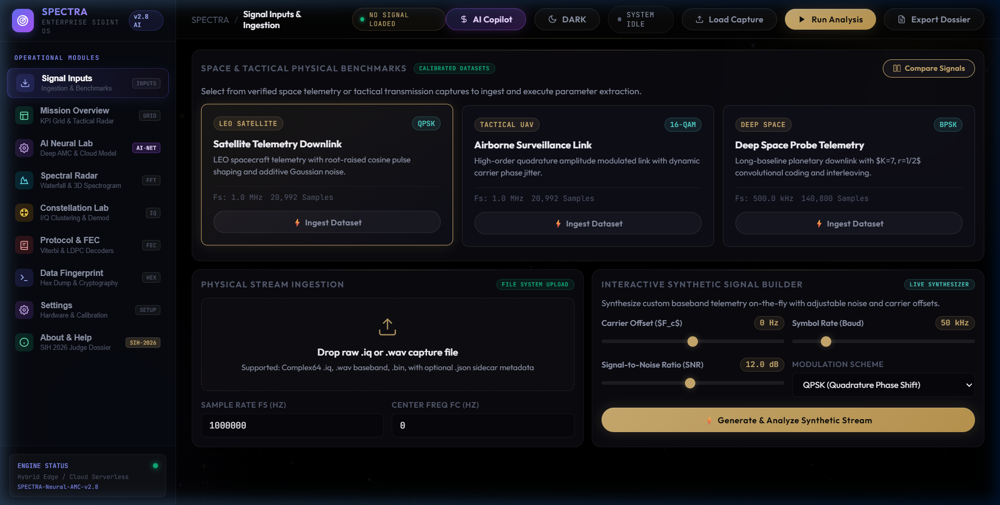 SPECTRA
ENTERPRISE SIGINT
OS
v2.8
AI
OPERATIONAL MODULES
Signal Inputs
Ingestion & Benchmarks
INPUTS
Mission Overview
KPI Grid & Tactical Radar
GRID
AI Neural Lab
Deep AMC & Cloud Model
AI-NET
Spectral Radar
Waterfall & 3D Spectrogram
FFT
Constellation Lab
I/Q Clustering & Demod
IQ
Protocol & FEC
Viterbi & LDPC Decoders
FEC
Data Fingerprint
Hex Dump & Cryptography
HEX
Settings
Hardware & Calibration
SETUP
About & Help
SIH 2026 Judge Dossier
SIH-2026
ENGINE STATUS
Hybrid Edge / Cloud Serverless
SPECTRA-Neural-AMC-v2.8
SPECTRA / Signal Inputs &
Ingestion
NO SIGNAL
LOADED
AI Copilot
DARK
SYSTEM
IDLE
Load Capture
Run Analysis
Export Dossier
SPACE & TACTICAL PHYSICAL BENCHMARKS
CALIBRATED DATASETS
Compare Signals
Select from verified space telemetry or tactical transmission captures to ingest and execute parameter extraction.
LEO SATELLITE
QPSK
Satellite Telemetry Downlink
LEO spacecraft telemetry with root-raised cosine pulse
shaping and additive Gaussian noise.
Fs: 1.0 MHz 20,992 Samples
Ingest Dataset
TACTICAL UAV
16-QAM
Airborne Surveillance Link
High-order quadrature amplitude modulated link with dynamic
carrier phase jitter.
Fs: 1.0 MHz 20,992 Samples
Ingest Dataset
DEEP SPACE
BPSK
Deep Space Probe Telemetry
Long-baseline planetary downlink with $K=7, r=1/2$
convolutional coding and interleaving.
Fs: 500.0 kHz 140,800 Samples
Ingest Dataset
PHYSICAL STREAM INGESTION
FILE SYSTEM UPLOAD
Drop raw .iq or .wav capture file
Supported: Complex64 .iq, .wav baseband, .bin, with optional .json sidecar metadata
SAMPLE RATE FS (HZ)
1000000
CENTER FREQ FC (HZ)
0
INTERACTIVE SYNTHETIC SIGNAL BUILDER
LIVE SYNTHESIZER
Synthesize custom baseband telemetry on-the-fly with adjustable noise and carrier offsets.
Carrier Offset ($F_c$)
0 Hz
Symbol Rate (Baud)
50 kHz
Signal-to-Noise Ratio (SNR)
12.0 dB
MODULATION SCHEME
QPSK (Quadrature Phase Shift)
Generate & Analyze Synthetic Stream